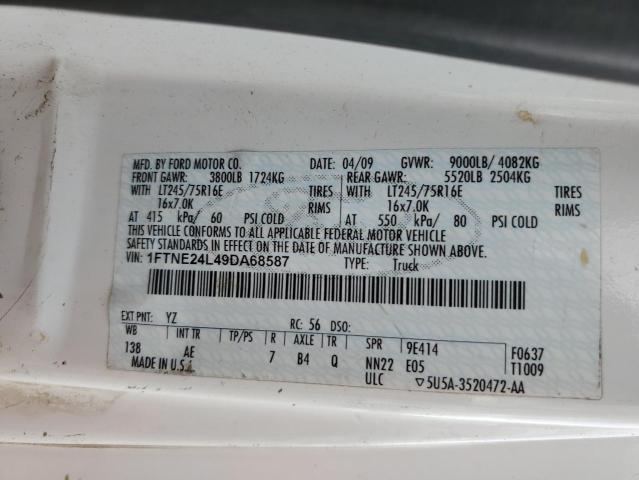 MFD. BY FORD MOTOR CO. DATE: 04/09 GVWR: 9000LB/ 4082KG
FRONT GAWR: 3800LB 1724KG REAR GAWR: 5520LB 2504KG
WITH LT245/75R16E TIRES WITH LT245/75R16E TIRES
16x7.0K RIMS 16x7.0K RIMS
AT 415 kPa/ 60 PSI COLD AT 550 kPa/ 80 PSI COLD
THIS VEHICLE CONFORMS TO ALL APPLICABLE FEDERAL MOTOR VEHICLE
SAFETY STANDARDS IN EFFECT ON THE DATE OF MANUFACTURE SHOWN ABOVE.
VIN: 1FTNE24L49DA68587 TYPE: Truck
EXT PNT: YZ RC: 56 DSO:
WB INT TR TP/PS R AXLE TR SPR 9E414 F0637
138 AE 7 B4 Q NN22 E05 T1009
MADE IN U.S.A. ULC ▽5U5A-3520472-AA